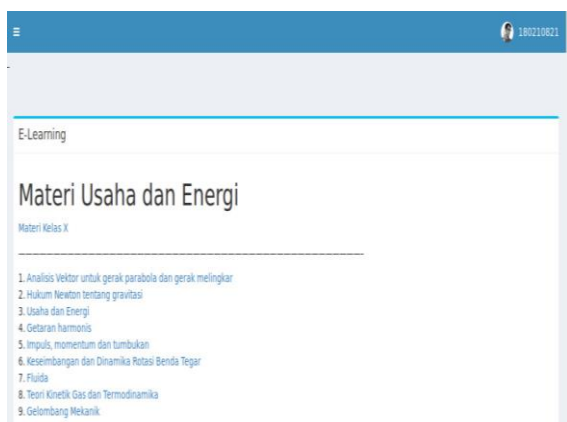 180210821
E-Learning
Materi Usaha dan Energi
Materi Kelas X
1. Analisis Vektor untuk gerak parabola dan gerak melingkar
2. Hukum Newton tentang gravitasi
3. Usaha dan Energi
4. Getaran harmonis
5. Impuls, momentum dan tumbukan
6. Keseimbangan dan Dinamika Rotasi Benda Tegar
7. Fluida
8. Teori Kinetik Gas dan Termodinamika
9. Gelombang Mekanik